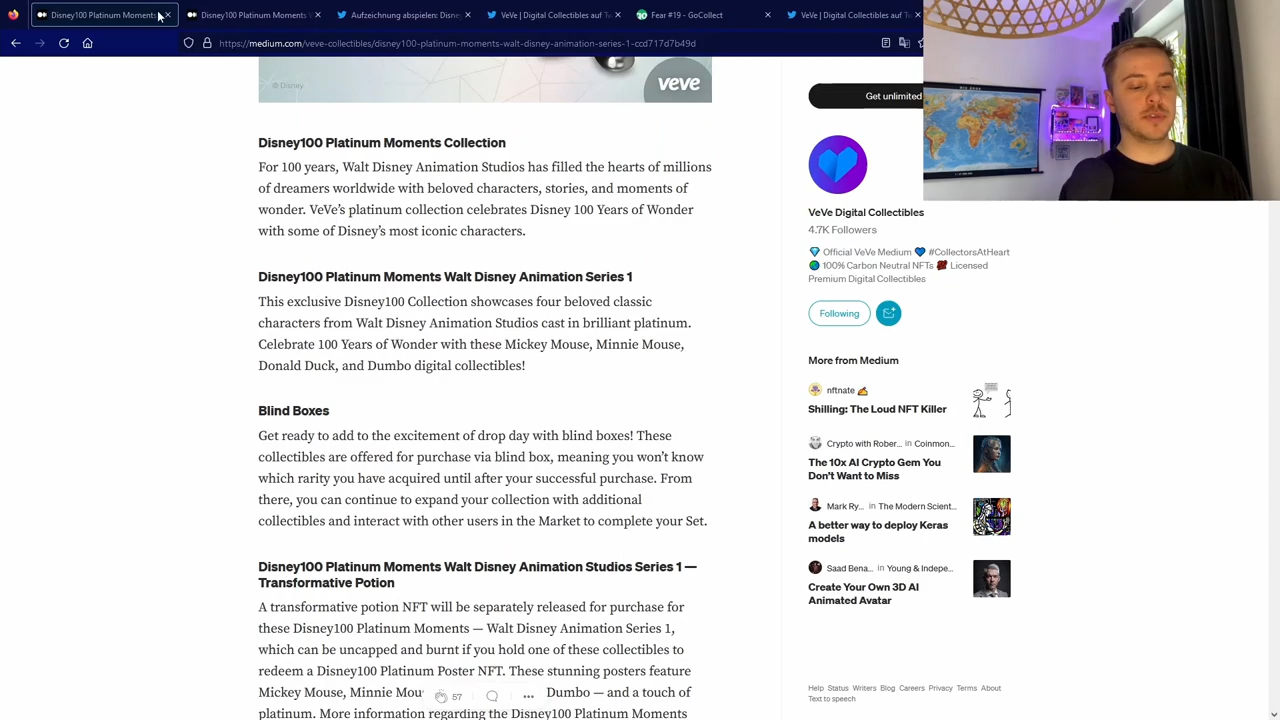 Disney100 Platinum Moments
Disney100 Platinum Moments
Aufzeichnung abspielen: Disne
VeVe | Digital Collectibles auf Tw
Fear #19 - GoCollect
VeVe | Digital Collectibles auf Tw
https://medium.com/veve-collectibles/disney100-platinum-moments-walt-disney-animation-series-1-ccd717d7b49d
© Disney
veve
Disney100 Platinum Moments Collection
For 100 years, Walt Disney Animation Studios has filled the hearts of millions
of dreamers worldwide with beloved characters, stories, and moments of
wonder. VeVe’s platinum collection celebrates Disney 100 Years of Wonder
with some of Disney’s most iconic characters.
Disney100 Platinum Moments Walt Disney Animation Series 1
This exclusive Disney100 Collection showcases four beloved classic
characters from Walt Disney Animation Studios cast in brilliant platinum.
Celebrate 100 Years of Wonder with these Mickey Mouse, Minnie Mouse,
Donald Duck, and Dumbo digital collectibles!
Blind Boxes
Get ready to add to the excitement of drop day with blind boxes! These
collectibles are offered for purchase via blind box, meaning you won’t know
which rarity you have acquired until after your successful purchase. From
there, you can continue to expand your collection with additional
collectibles and interact with other users in the Market to complete your Set.
Disney100 Platinum Moments Walt Disney Animation Studios Series 1 —
Transformative Potion
A transformative potion NFT will be separately released for purchase for
these Disney100 Platinum Moments — Walt Disney Animation Series 1,
which can be uncapped and burnt if you hold one of these collectibles to
redeem a Disney100 Platinum Poster NFT. These stunning posters feature
Mickey Mouse, Minnie Mou Dumbo — and a touch of
57
platinum. More information regarding the Disney100 Platinum Moments
Get unlimited
VeVe Digital Collectibles
4.7K Followers
💎 Official VeVe Medium 💙 #CollectorsAtHeart
🌍 100% Carbon Neutral NFTs Licensed
Premium Digital Collectibles
Following
More from Medium
nftnate ✍
Shilling: The Loud NFT Killer
Crypto with Rober... in Coinmon...
The 10x AI Crypto Gem You
Don't Want to Miss
Mark Ry... in The Modern Scient...
A better way to deploy Keras
models
Saad Bena... in Young & Indepe...
Create Your Own 3D AI
Animated Avatar
Help Status Writers Blog Careers Privacy Terms About
Text to speech